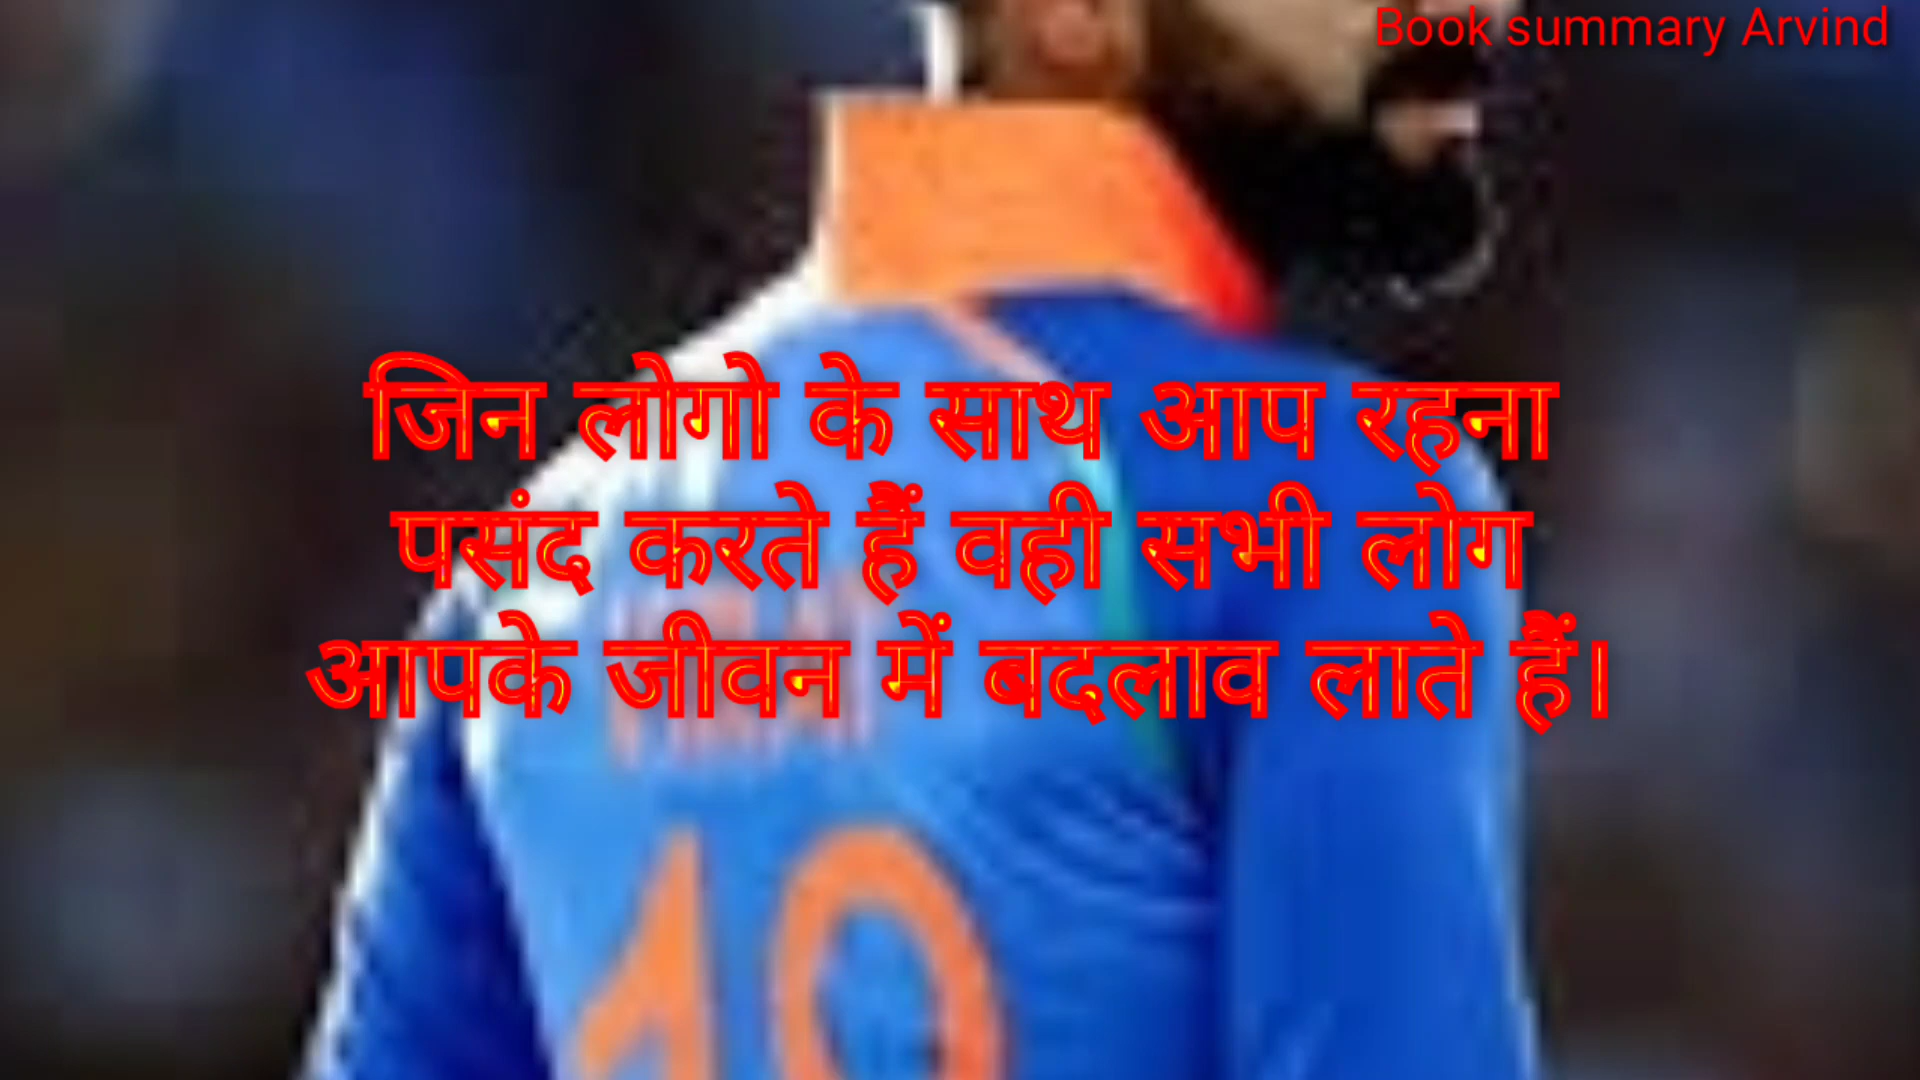 Book summary Arvind
जिन लोगो के साथ आप रहना
पसंद करते हैं वही सभी लोग
आपके जीवन में बदलाव लाते हैं।